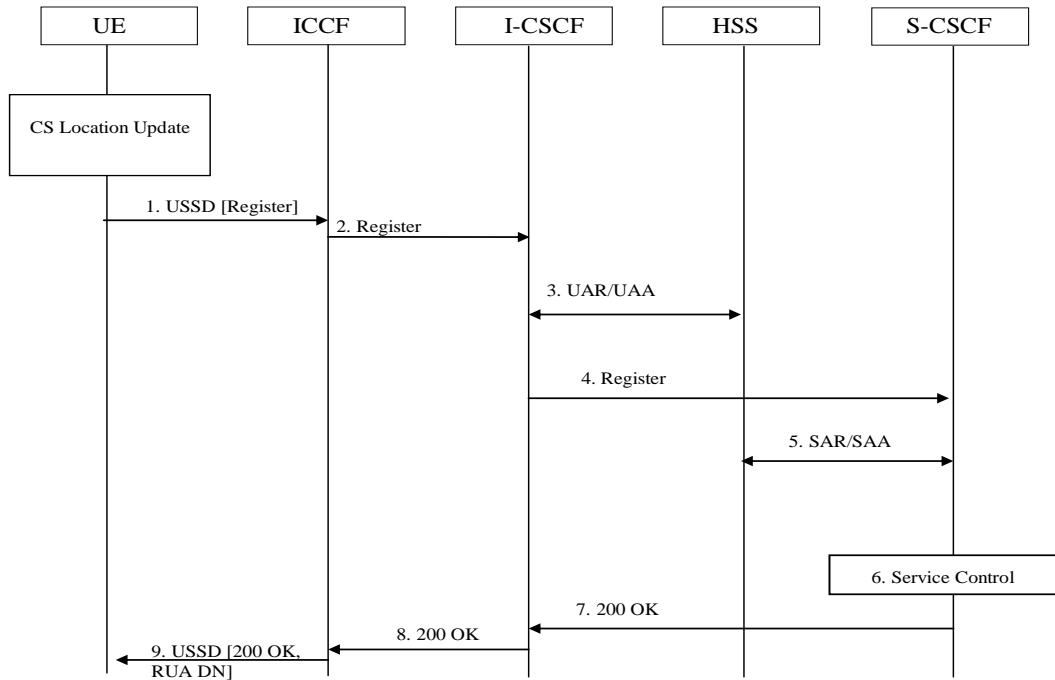 UE
ICCF
I-CSCF
HSS
S-CSCF
CS Location Update
1. USSD [Register]
2. Register
3. UAR/UAA
4. Register
5. SAR/SAA
6. Service Control
7. 200 OK
8. 200 OK
9. USSD [200 OK,
RUA DN]